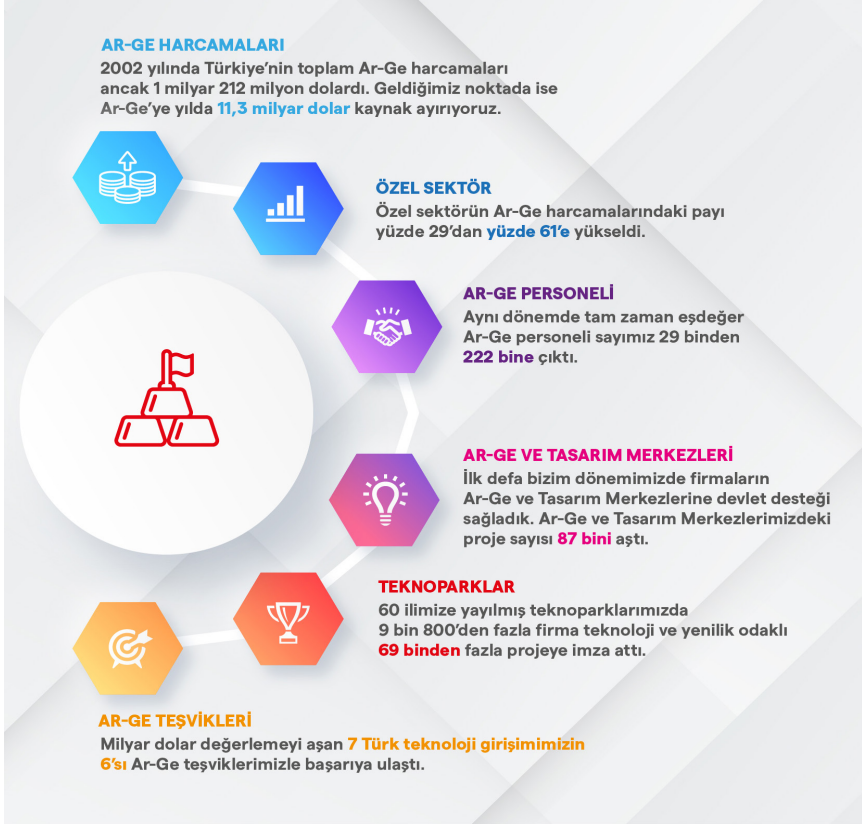 AR-GE HARCAMALARI
2002 yılında Türkiye’nin toplam Ar-Ge harcamaları
ancak 1 milyar 212 milyon dolardı. Geldiğimiz noktada ise
Ar-Ge’ye yılda 11,3 milyar dolar kaynak ayırıyoruz.
ÖZEL SEKTÖR
Özel sektörün Ar-Ge harcamalarındaki payı
yüzde 29’dan yüzde 61’e yükseldi.
AR-GE PERSONELİ
Aynı dönemde tam zaman eşdeğer
Ar-Ge personeli sayımız 29 binden
222 bine çıktı.
AR-GE VE TASARIM MERKEZLERİ
İlk defa bizim dönemimizde firmaların
Ar-Ge ve Tasarım Merkezlerine devlet desteği
sağladık. Ar-Ge ve Tasarım Merkezlerimizdeki
proje sayısı 87 bini aştı.
TEKNOPARKLAR
60 ilimize yayılmış teknoparklarımızda
9 bin 800’den fazla firma teknoloji ve yenilik odaklı
69 binden fazla projeye imza attı.
AR-GE TEŞVİKLERİ
Milyar dolar değerlemeyi aşan 7 Türk teknoloji girişimimizin
6’sı Ar-Ge teşviklerimizle başarıya ulaştı.